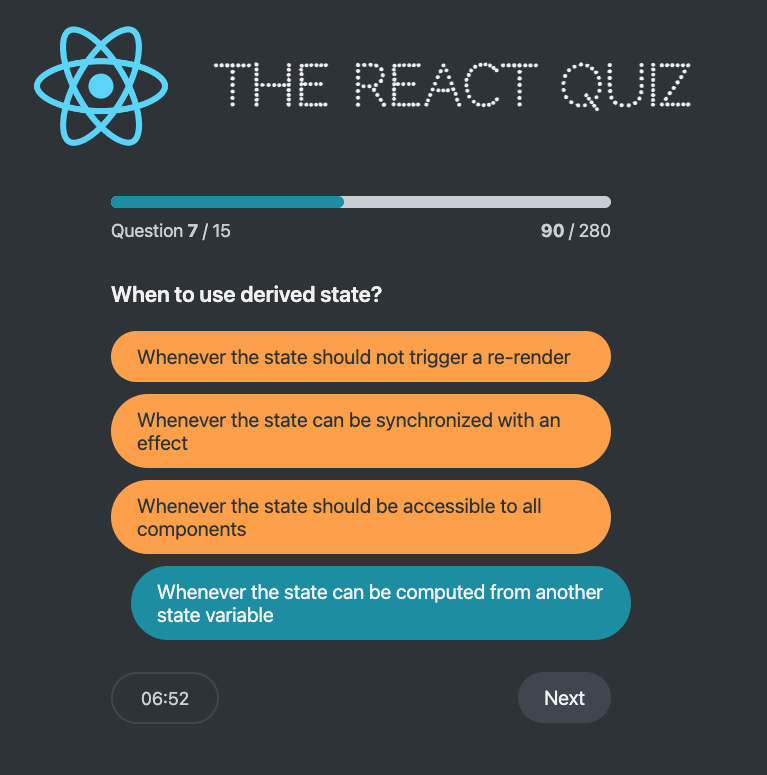 THE REACT QUIZ
Question 7 / 15
90 / 280
When to use derived state?
Whenever the state should not trigger a re-render
Whenever the state can be synchronized with an
effect
Whenever the state should be accessible to all
components
Whenever the state can be computed from another
state variable
06:52
Next